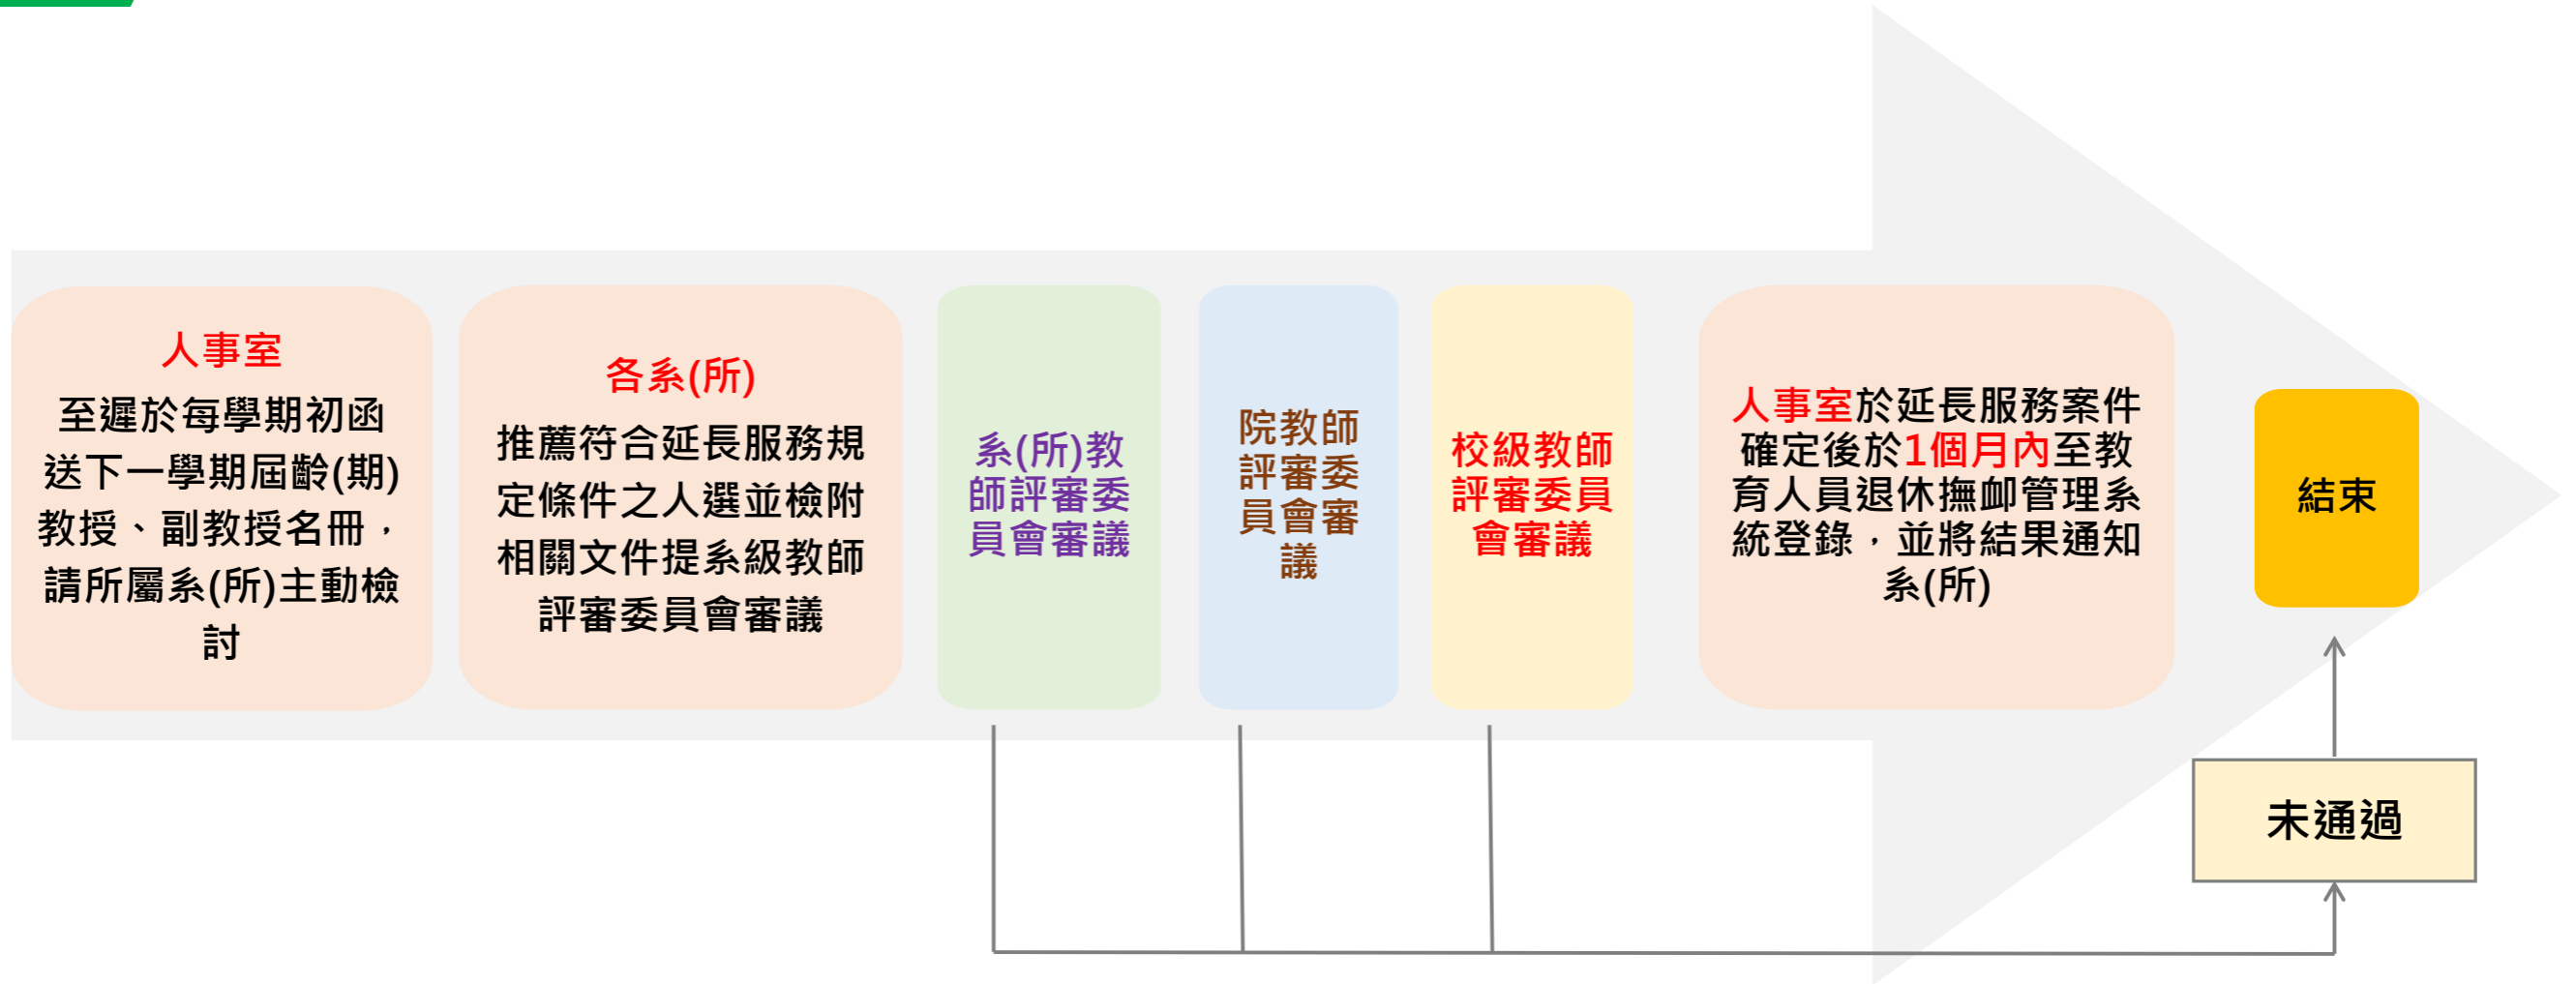 人事室
至遲於每學期初函
送下一學期屆齡(期)
教授、副教授名冊，
請所屬系(所)主動檢
討
各系(所)
推薦符合延長服務規
定條件之人選並檢附
相關文件提系級教師
評審委員會審議
系(所)教
師評審委
員會審議
院教師
評審委
員會審
議
校級教師
評審委員
會審議
人事室於延長服務案件
確定後於1個月內至教
育人員退休撫卹管理系
統登錄，並將結果通知
系(所)
結束
未通過